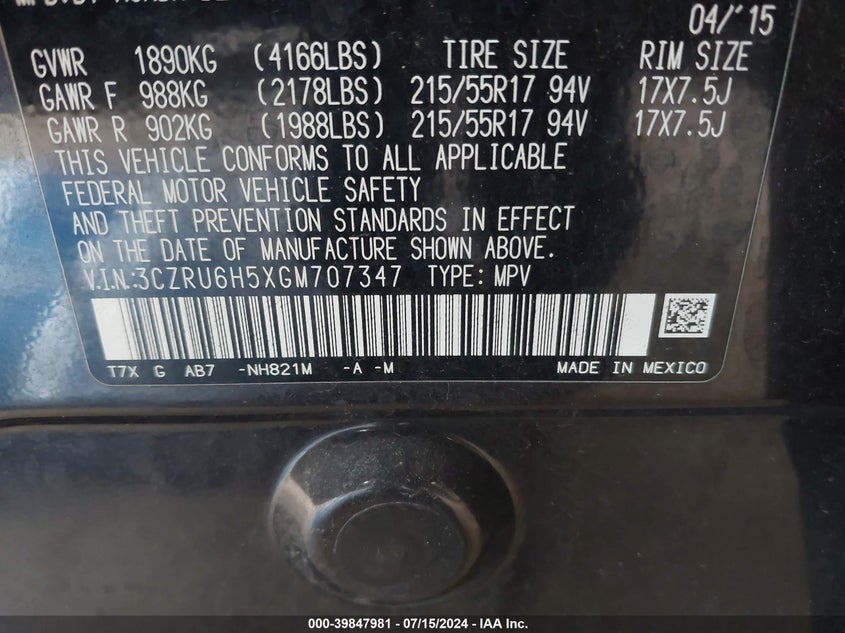 04/'15
GVWR 1890KG (4166LBS) TIRE SIZE RIM SIZE
GAWR F 988KG (2178LBS) 215/55R17 94V 17X7.5J
GAWR R 902KG (1988LBS) 215/55R17 94V 17X7.5J
THIS VEHICLE CONFORMS TO ALL APPLICABLE
FEDERAL MOTOR VEHICLE SAFETY
AND THEFT PREVENTION STANDARDS IN EFFECT
ON THE DATE OF MANUFACTURE SHOWN ABOVE.
V.I.N.:3CZRU6H5XGM707347 TYPE: MPV
T7X G AB7 -NH821M -A -M MADE IN MEXICO
000-39847981 - 07/15/2024 - IAA Inc.